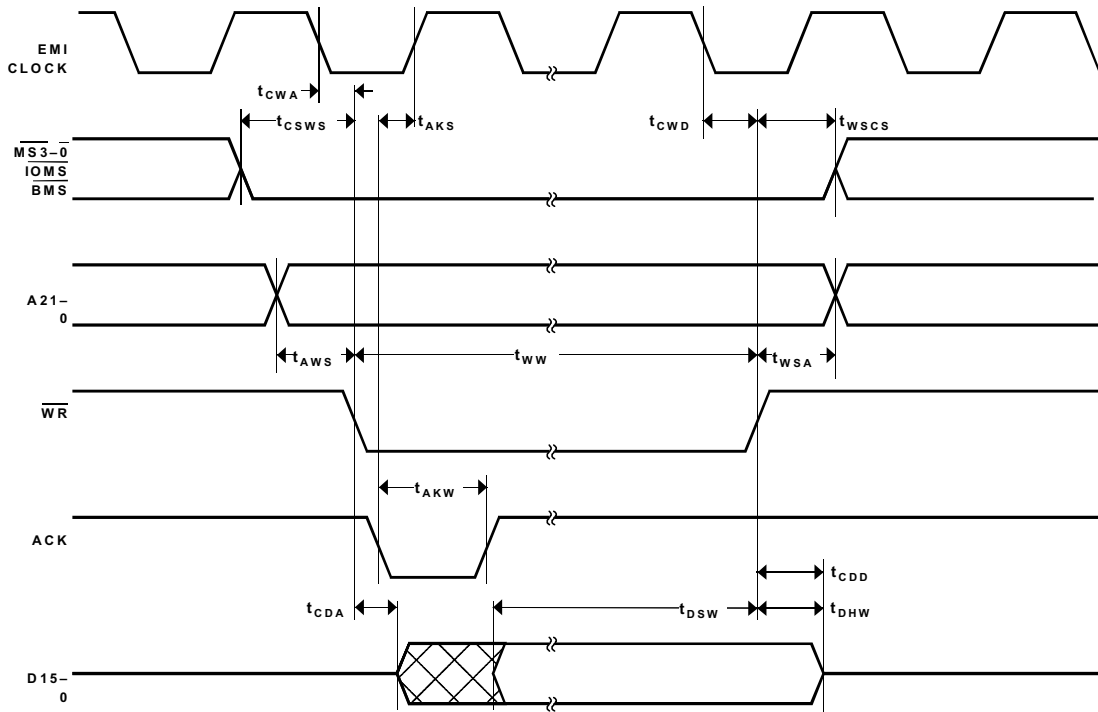 EMI
CLOCK
tCWA
tCSWS
tAKS
tCWD
tWSCS
MS3–0
IOMS
BMS
A21–
0
tAWS
tWW
tWSA
WR
tAKW
ACK
tCDD
tCDA
tDSW
tDHW
D15–
0